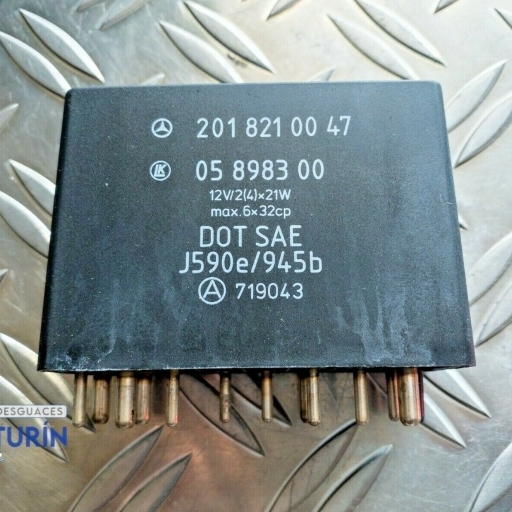 201 821 00 47
LK 05 8983 00
12V/2(4)×21W
max.6×32cp
DOT SAE
J590e/945b
A 719043
DESGUACES
TURÍN